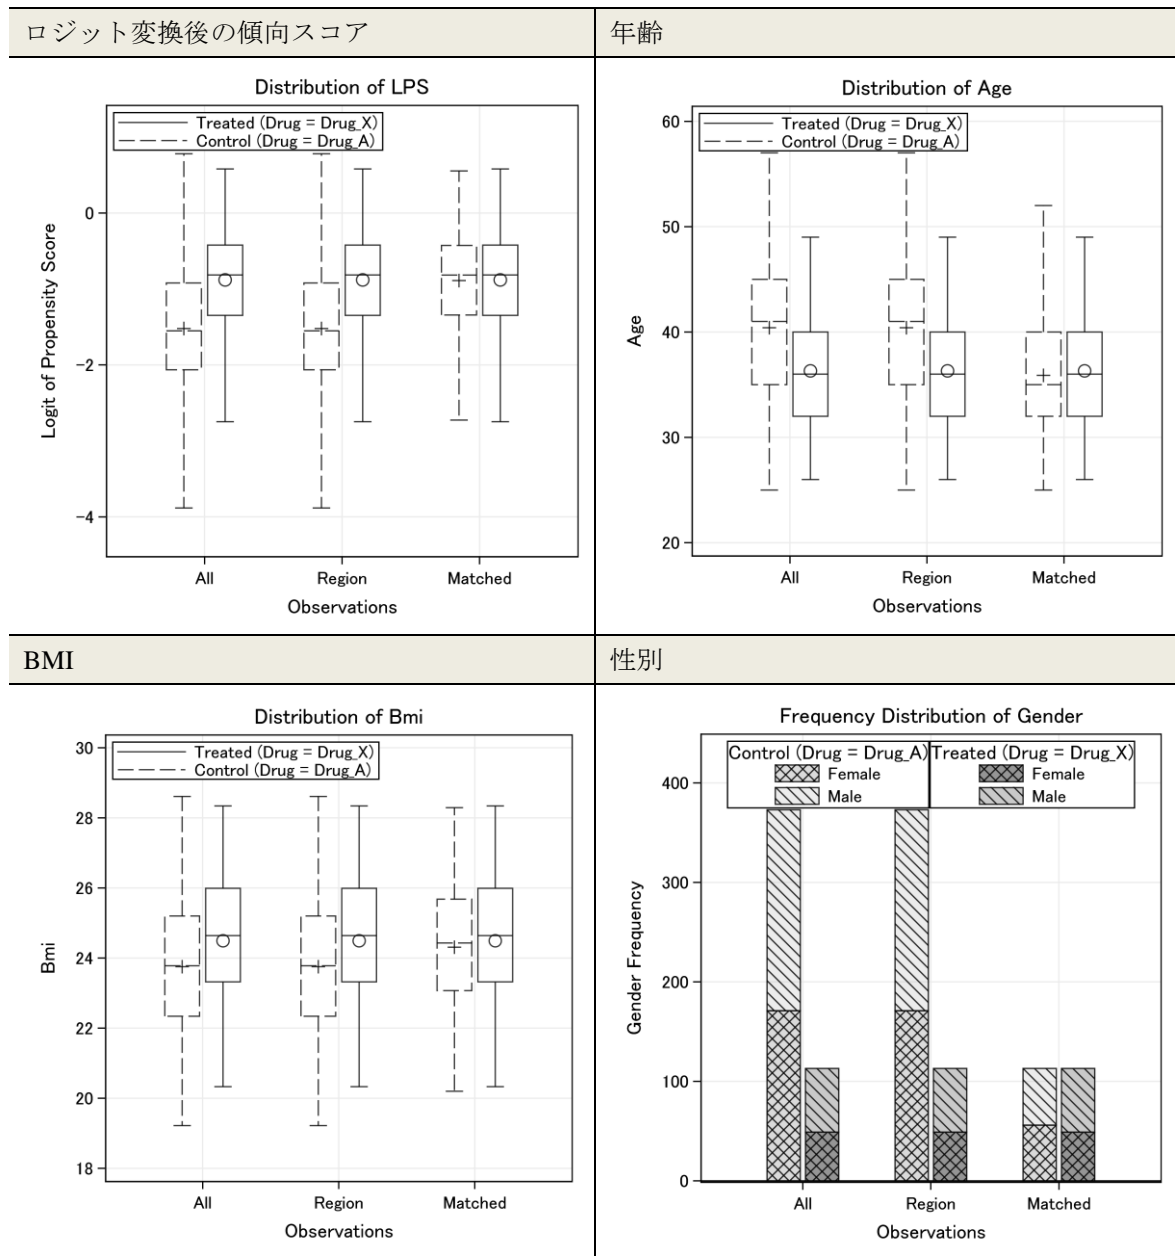 ロジット変換後の傾向スコア
年齢
Distribution of LPS
Treated (Drug = Drug_X)
Control (Drug = Drug_A)
Logit of Propensity Score
0
−2
−4
All
Region
Matched
Observations
Distribution of Age
Treated (Drug = Drug_X)
Control (Drug = Drug_A)
Age
60
50
40
30
20
All
Region
Matched
Observations
BMI
性別
Distribution of Bmi
Treated (Drug = Drug_X)
Control (Drug = Drug_A)
Bmi
30
28
26
24
22
20
18
All
Region
Matched
Observations
Frequency Distribution of Gender
Control (Drug = Drug_A)
Female
Male
Treated (Drug = Drug_X)
Female
Male
Gender Frequency
400
300
200
100
0
All
Region
Matched
Observations